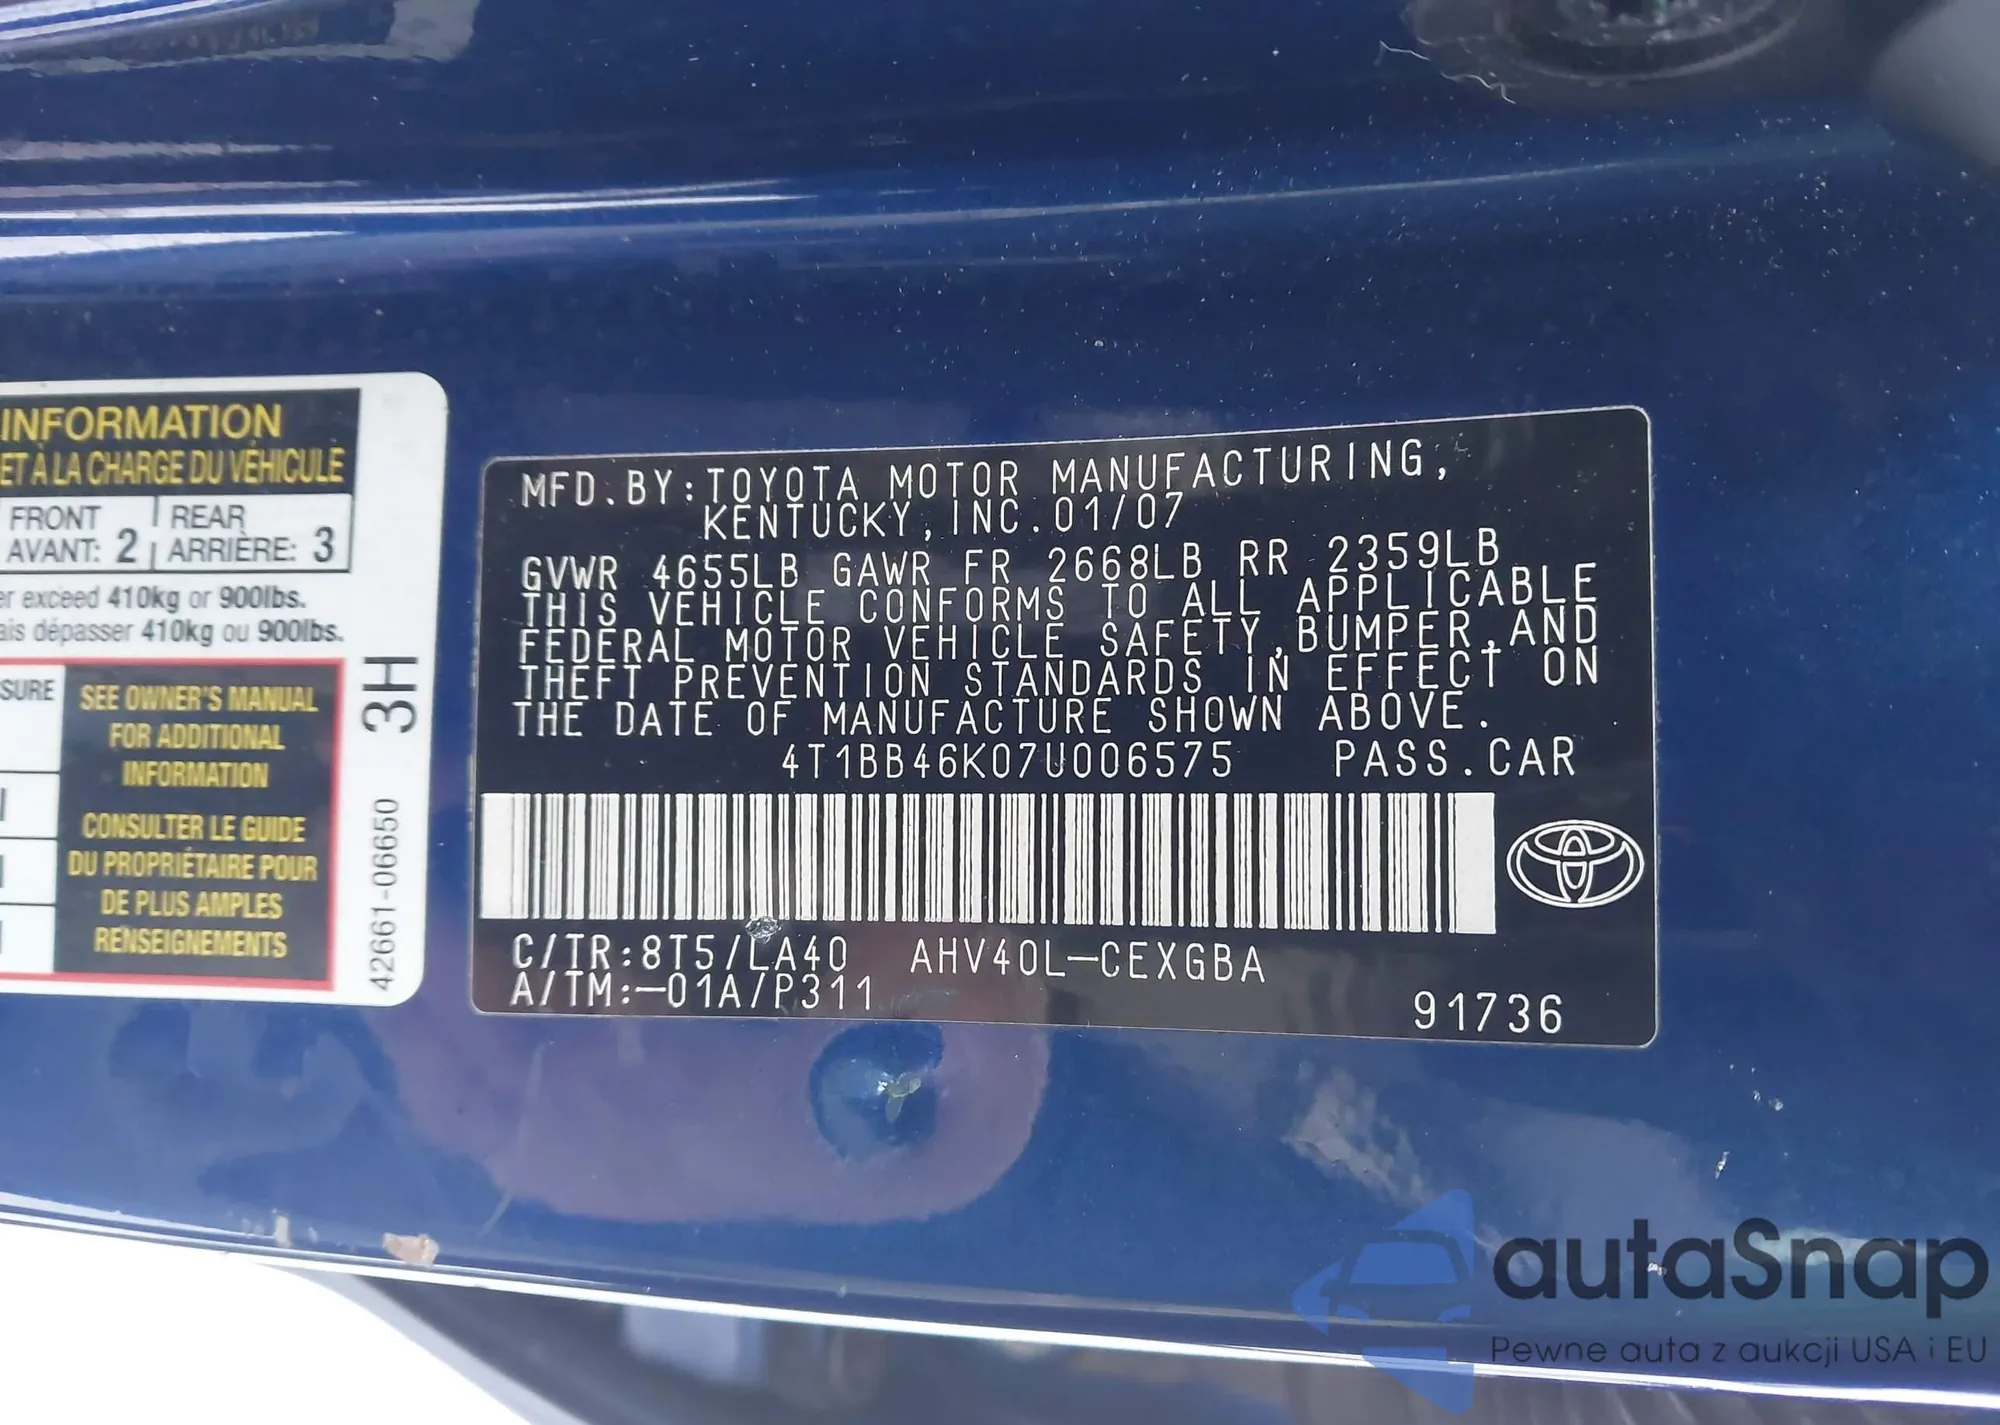 INFORMATION
ET À LA CHARGE DU VÉHICULE
FRONT
AVANT: 2
REAR
ARRIÈRE: 3
exceed 410kg or 900lbs.
dépasser 410kg ou 900lbs.
SEE OWNER'S MANUAL
FOR ADDITIONAL
INFORMATION
CONSULTER LE GUIDE
DU PROPRIÉTAIRE POUR
DE PLUS AMPLES
RENSEIGNEMENTS
3H
42661-06650
MFD.BY:TOYOTA MOTOR MANUFACTURING,
KENTUCKY,INC.01/07
GVWR 4655LB GAWR FR 2668LB RR 2359LB
THIS VEHICLE CONFORMS TO ALL APPLICABLE
FEDERAL MOTOR VEHICLE SAFETY,BUMPER,AND
THEFT PREVENTION STANDARDS IN EFFECT ON
THE DATE OF MANUFACTURE SHOWN ABOVE.
4T1BB46K07U006575 PASS.CAR
C/TR:8T5/LA40 AHV40L-CEXGBA
A/TM:-01A/P311
91736
autaSnap
Pewne auta z aukcji USA i EU